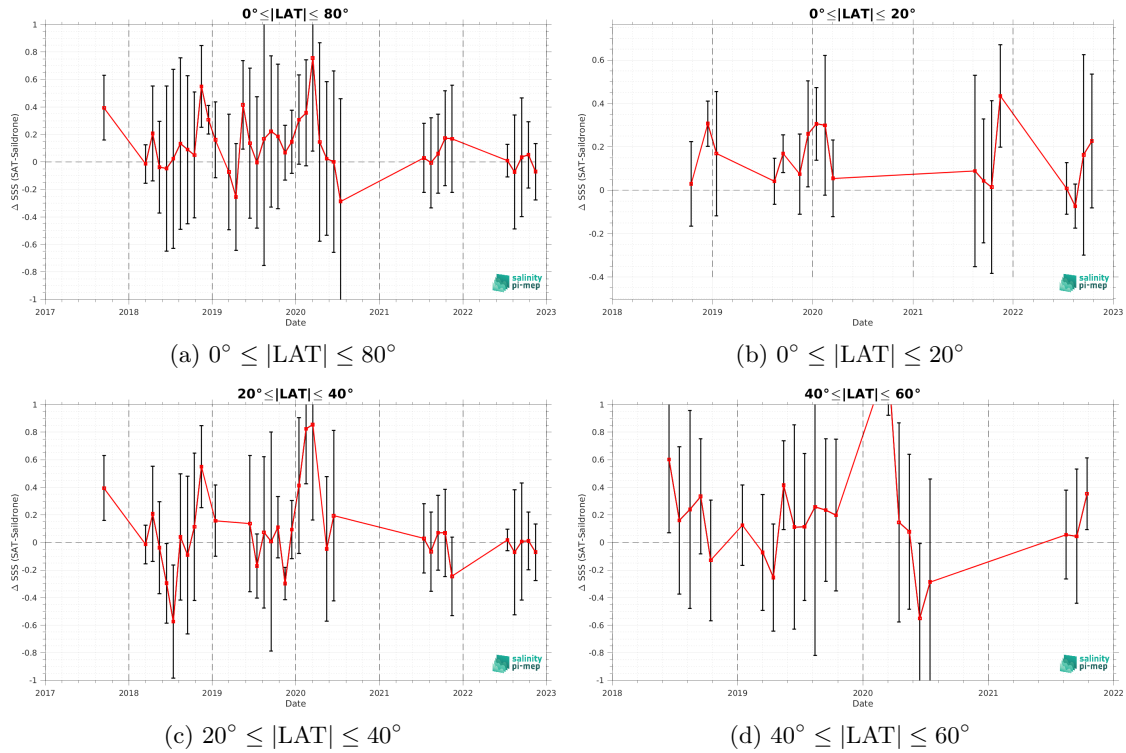 0°≤|LAT|≤ 80°
1
0.8
0.6
0.4
0.2
0
-0.2
-0.4
-0.6
-0.8
-1
Δ SSS (SAT-Saildrone)
2017 2018 2019 2020 2021 2022 2023
Date
salinity
pi-mep
(a) 0° ≤ |LAT| ≤ 80°
0°≤|LAT|≤ 20°
0.6
0.4
0.2
0
-0.2
-0.4
Δ SSS (SAT-Saildrone)
2018 2019 2020 2021 2022 2023
Date
salinity
pi-mep
(b) 0° ≤ |LAT| ≤ 20°
20°≤|LAT|≤ 40°
1
0.8
0.6
0.4
0.2
0
-0.2
-0.4
-0.6
-0.8
-1
Δ SSS (SAT-Saildrone)
2017 2018 2019 2020 2021 2022 2023
Date
salinity
pi-mep
(c) 20° ≤ |LAT| ≤ 40°
40°≤|LAT|≤ 60°
1
0.8
0.6
0.4
0.2
0
-0.2
-0.4
-0.6
-0.8
-1
Δ SSS (SAT-Saildrone)
2018 2019 2020 2021 2022
Date
salinity
pi-mep
(d) 40° ≤ |LAT| ≤ 60°